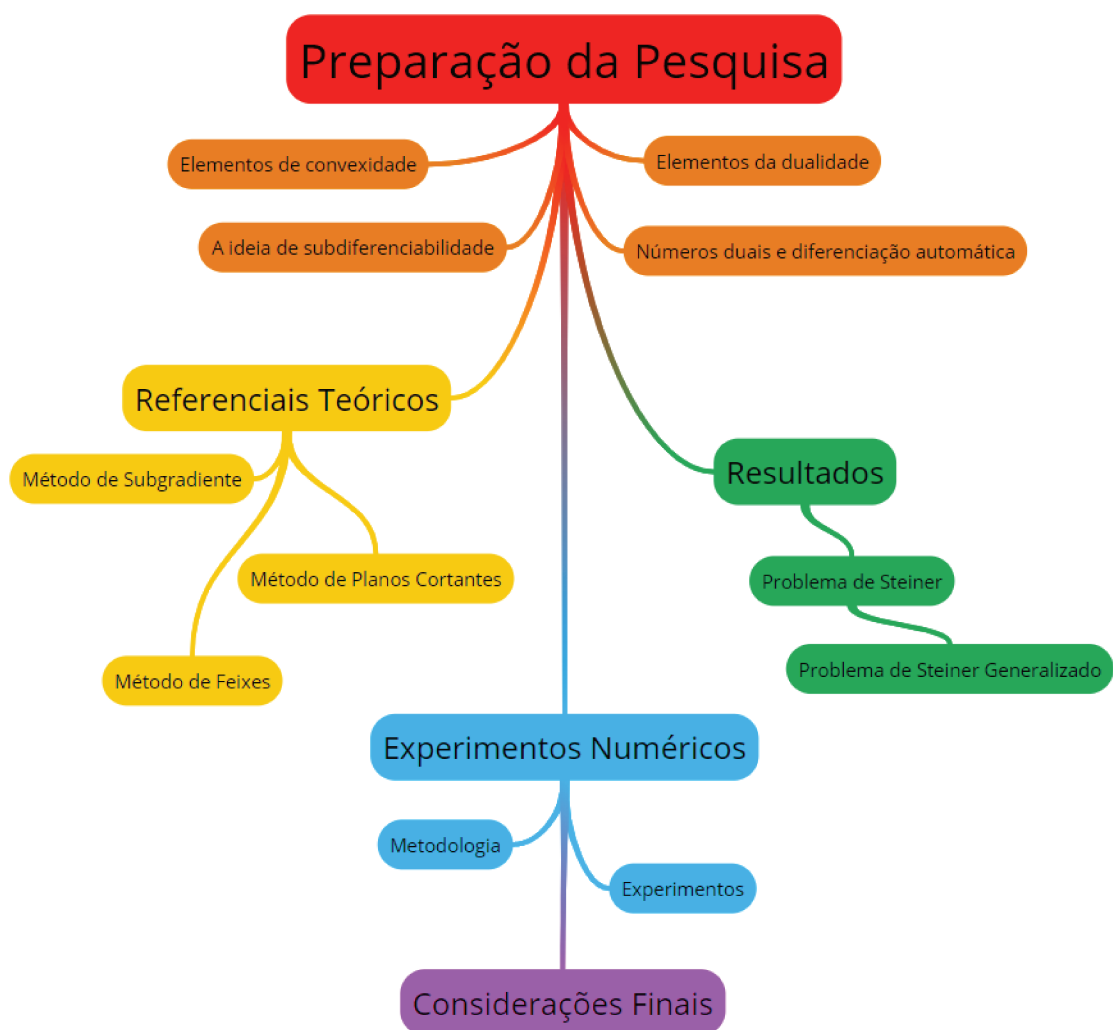 Preparação da Pesquisa
Elementos de convexidade
Elementos da dualidade
A ideia de subdiferenciabilidade
Números duais e diferenciação automática
Referenciais Teóricos
Método de Subgradiente
Método de Planos Cortantes
Método de Feixes
Resultados
Problema de Steiner
Problema de Steiner Generalizado
Experimentos Numéricos
Metodologia
Experimentos
Considerações Finais